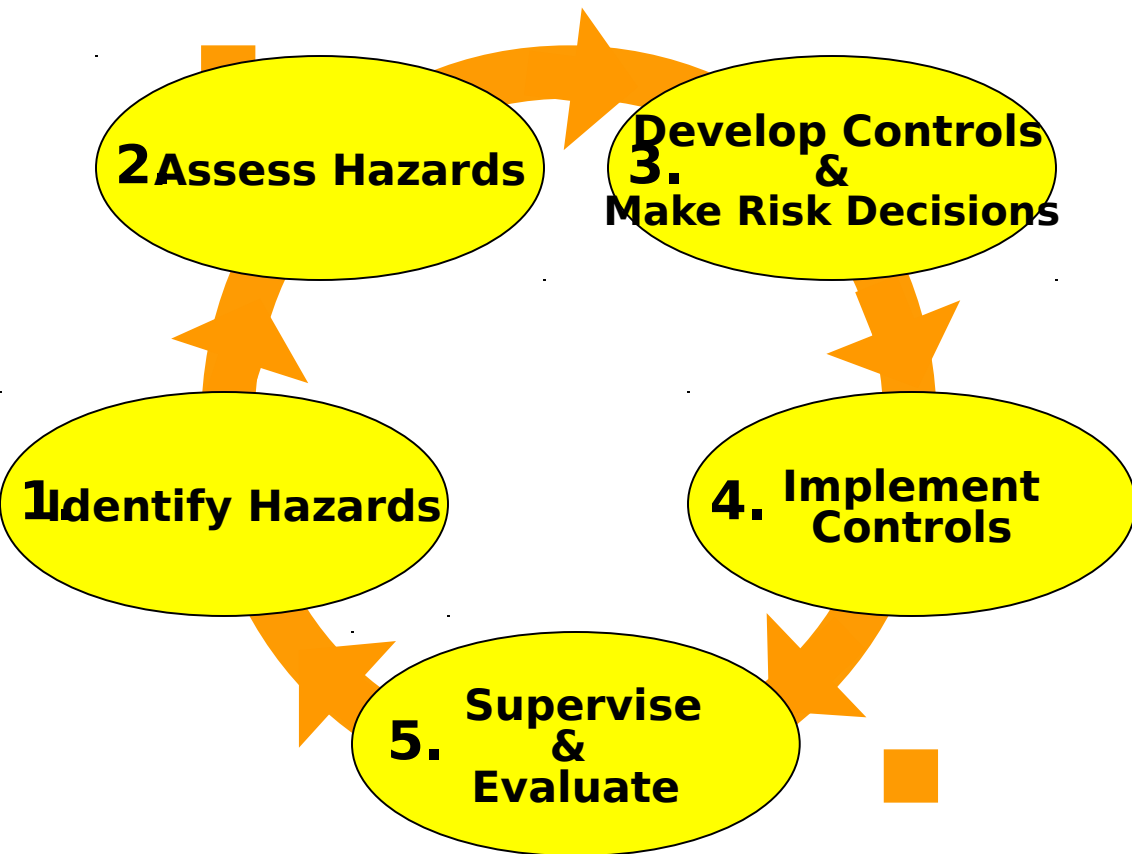 2. Assess Hazards
3. Develop Controls
&
Make Risk Decisions
1. Identify Hazards
4. Implement
Controls
5. Supervise
&
Evaluate